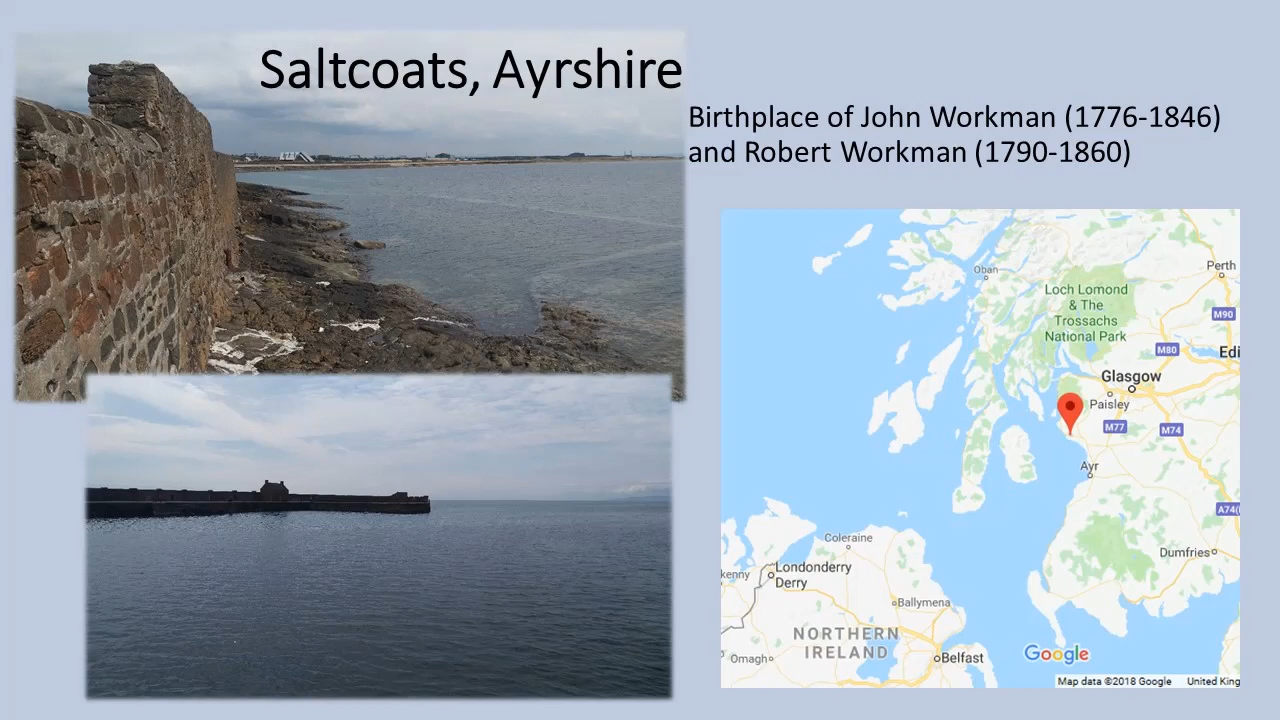 Saltcoats, Ayrshire
Birthplace of John Workman (1776-1846)
and Robert Workman (1790-1860)
Oban
Perth
Loch Lomond
& The
Trossachs
National Park
M90
M80
Edi
Glasgow
Paisley
M77
M74
Ayr
A74(
Coleraine
Dumfries
kenny
Londonderry
Derry
Ballymena
NORTHERN
IRELAND
Omagh
Belfast
Google
Map data ©2018 Google
United King